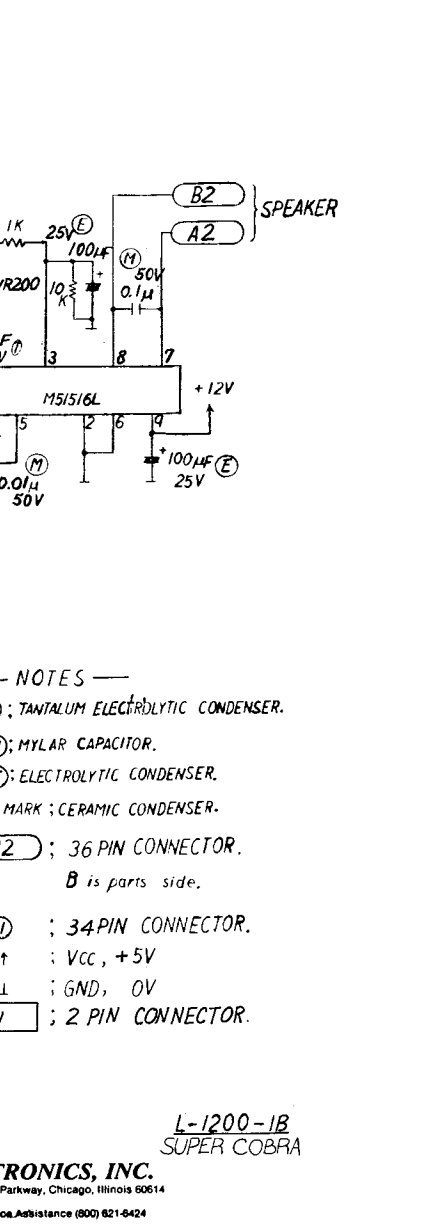 B2
SPEAKER
A2
1K
25V Ⓔ
100µF
Ⓜ
50V
0.1µ
VR200
10K
+
3
8
7
M51516L
+12V
5
2
6
9
Ⓜ
0.01µ
50V
+100µF Ⓔ
25V
- NOTES —
; TANTALUM ELECTROLYTIC CONDENSER.
; MYLAR CAPACITOR.
; ELECTROLYTIC CONDENSER.
MARK ; CERAMIC CONDENSER.
2 ; 36 PIN CONNECTOR.
B is parts side.
; 34PIN CONNECTOR.
↑ ; VCC, +5V
⊥ ; GND, 0V
; 2 PIN CONNECTOR.
L-1200-1B
SUPER COBRA
TRONICS, INC.
Parkway, Chicago, Illinois 60614
Assistance (800) 621-6424